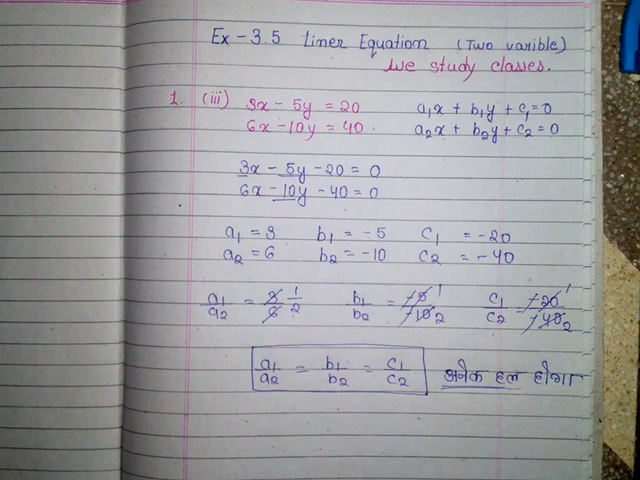 Ex - 3.5 Liner Equation (Two varible)
We study classes.
1. (iii) 3x - 5y = 20 a₁x + b₁y + c₁ = 0
6x - 10y = 40. a₂x + b₂y + c₂ = 0
3x - 5y - 20 = 0
6x - 10y - 40 = 0
a₁ = 3 b₁ = -5 c₁ = -20
a₂ = 6 b₂ = -10 c₂ = -40
a₁/a₂ = 3/6 1/2 b₁/b₂ = -5/-10 1/2 c₁/c₂ = -20/-40 1/2
a₁/a₂ = b₁/b₂ = c₁/c₂ अनेक हल होगा